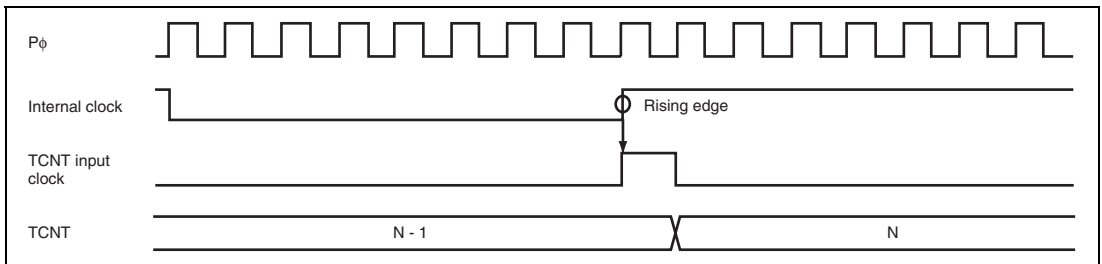 Pϕ
Internal clock
Rising edge
TCNT input
clock
TCNT
N - 1
N